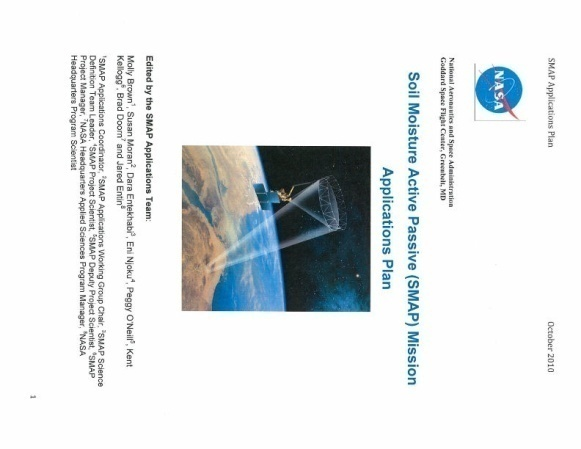 SMAP Applications Plan
October 2010
NASA
National Aeronautics and Space Administration
Goddard Space Flight Center, Greenbelt, MD
Soil Moisture Active Passive (SMAP) Mission
Applications Plan
Edited by the SMAP Applications Team:
Molly Brown¹, Susan Moran², Dara Entekhabi³, Eni Njoku⁴, Peggy O'Neill⁵, Kent
Kellogg⁶, Brad Doorn⁷ and Jared Entin⁸
¹SMAP Applications Coordinator, ²SMAP Applications Working Group Chair, ³SMAP Science
Definition Team Leader, ⁴SMAP Project Scientist, ⁵SMAP Deputy Project Scientist, ⁶SMAP
Project Manager, ⁷NASA Headquarters Applied Sciences Program Manager, ⁸NASA
Headquarters Program Scientist
1